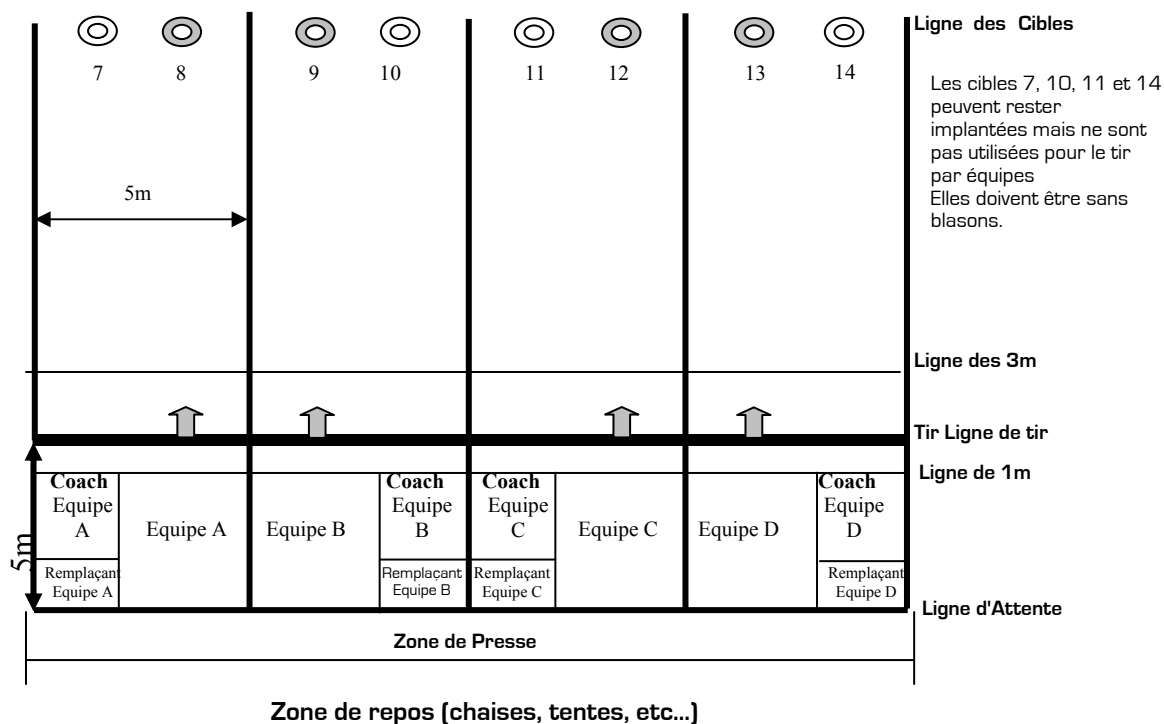 Ligne des Cibles
7 8 9 10 11 12 13 14
Les cibles 7, 10, 11 et 14
peuvent rester
implantées mais ne sont
pas utilisées pour le tir
par équipes
Elles doivent être sans
blasons.
5m
Ligne des 3m
Tir Ligne de tir
Ligne de 1m
5m
Coach
Equipe
A
Remplaçant
Equipe A
Equipe A
Equipe B
Coach
Equipe
B
Remplaçant
Equipe B
Coach
Equipe
C
Remplaçant
Equipe C
Equipe C
Equipe D
Coach
Equipe
D
Remplaçant
Equipe D
Ligne d'Attente
Zone de Presse
Zone de repos (chaises, tentes, etc...)